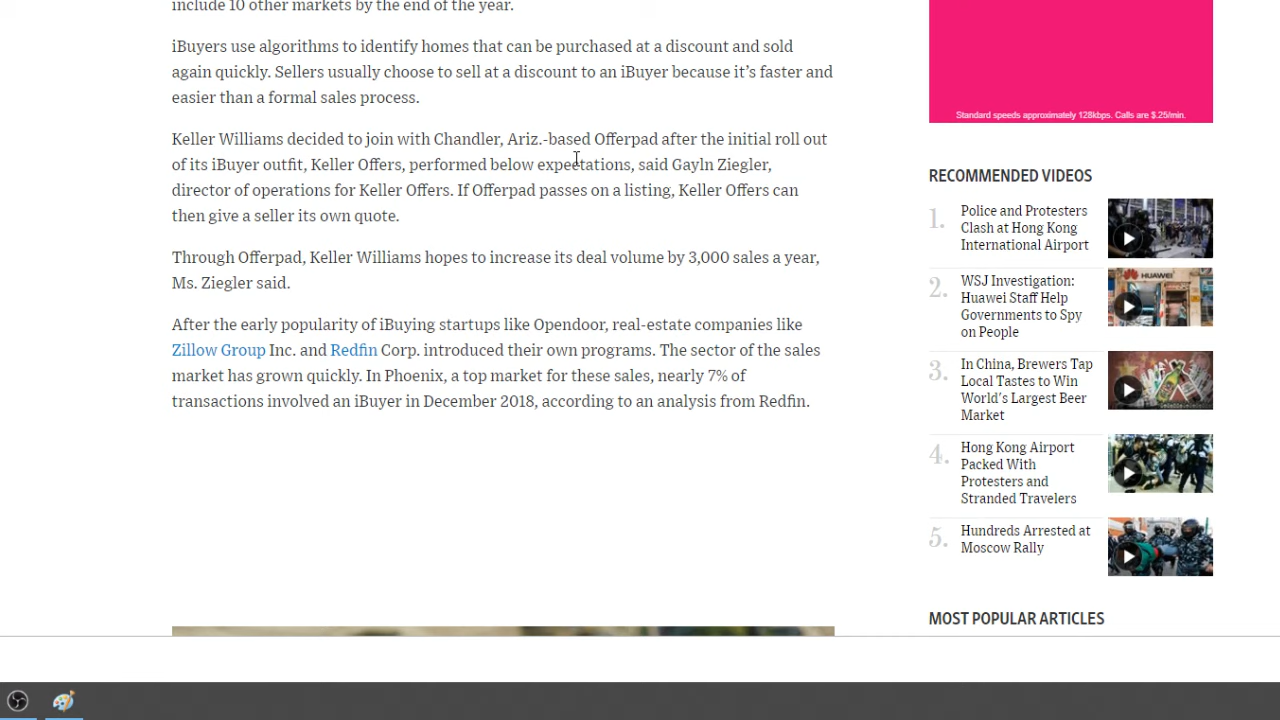 include 10 other markets by the end of the year.
iBuyers use algorithms to identify homes that can be purchased at a discount and sold
again quickly. Sellers usually choose to sell at a discount to an iBuyer because it’s faster and
easier than a formal sales process.
Keller Williams decided to join with Chandler, Ariz.-based Offerpad after the initial roll out
of its iBuyer outfit, Keller Offers, performed below expectations, said Gayln Ziegler,
director of operations for Keller Offers. If Offerpad passes on a listing, Keller Offers can
then give a seller its own quote.
Through Offerpad, Keller Williams hopes to increase its deal volume by 3,000 sales a year,
Ms. Ziegler said.
After the early popularity of iBuying startups like Opendoor, real-estate companies like
Zillow Group Inc. and Redfin Corp. introduced their own programs. The sector of the sales
market has grown quickly. In Phoenix, a top market for these sales, nearly 7% of
transactions involved an iBuyer in December 2018, according to an analysis from Redfin.
Standard speeds approximately 128kbps. Calls are $.25/min.
RECOMMENDED VIDEOS
1. Police and Protesters
Clash at Hong Kong
International Airport
2. WSJ Investigation:
Huawei Staff Help
Governments to Spy
on People
HUAWEI
3. In China, Brewers Tap
Local Tastes to Win
World’s Largest Beer
Market
4. Hong Kong Airport
Packed With
Protesters and
Stranded Travelers
5. Hundreds Arrested at
Moscow Rally
MOST POPULAR ARTICLES